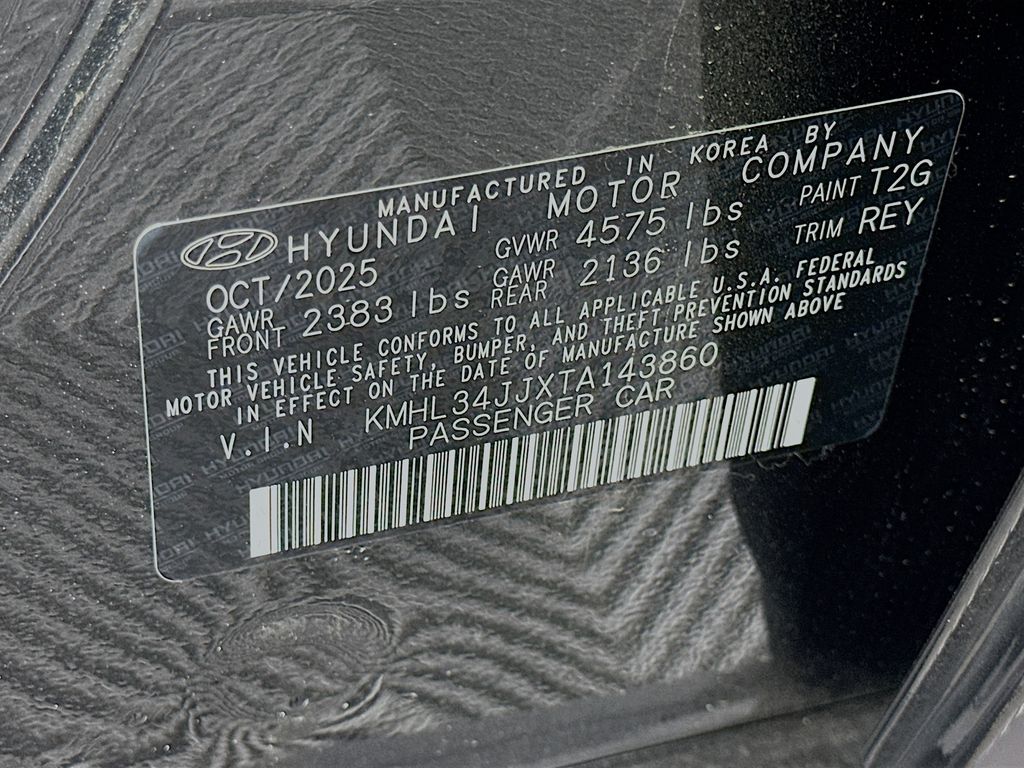 MANUFACTURED IN KOREA BY
HYUNDAI MOTOR COMPANY
OCT/2025 GVWR 4575 lbs PAINT T2G
GAWR FRONT 2383 lbs GAWR REAR 2136 lbs TRIM REY
THIS VEHICLE CONFORMS TO ALL APPLICABLE U.S.A. FEDERAL
MOTOR VEHICLE SAFETY, BUMPER, AND THEFT PREVENTION STANDARDS
IN EFFECT ON THE DATE OF MANUFACTURE SHOWN ABOVE
V.I.N KMHL34JJXTA143860
PASSENGER CAR